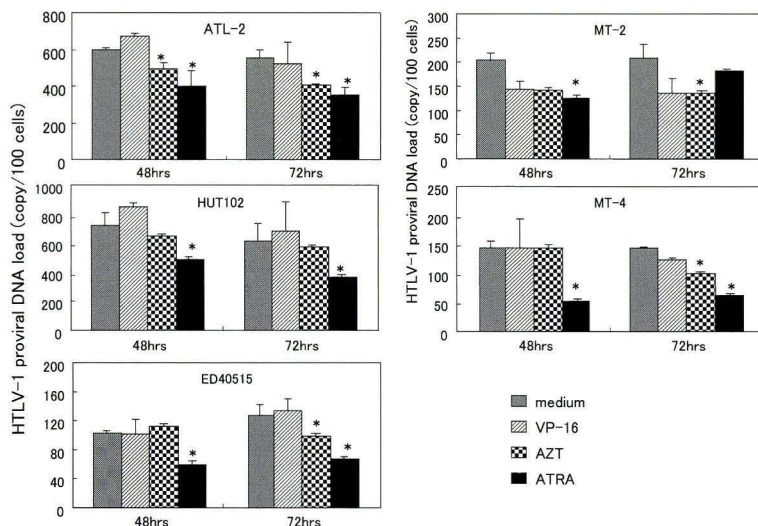 HTLV-1 proviral DNA load (copy/100 cells)
ATL-2
800
600
400
200
0
* * * *
48hrs 72hrs
HUT102
1000
800
600
400
200
0
* *
48hrs 72hrs
ED40515
160
120
80
40
0
* * *
48hrs 72hrs
HTLV-1 proviral DNA load (copy/100 cells)
MT-2
300
250
200
150
100
50
0
* *
48hrs 72hrs
MT-4
250
200
150
100
50
0
* * *
48hrs 72hrs
medium
VP-16
AZT
ATRA